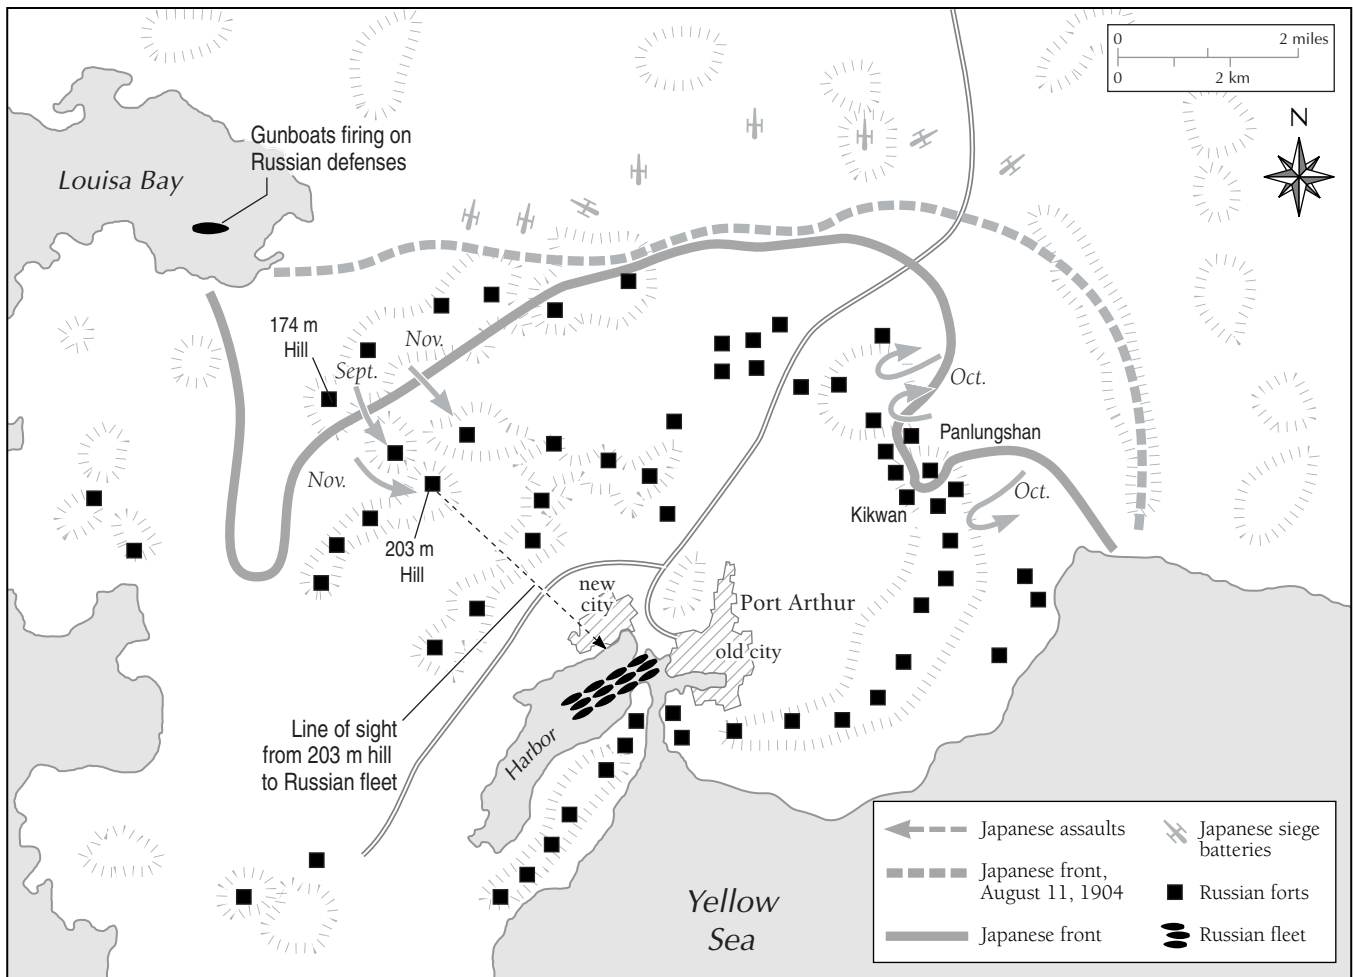 0 2 miles
0 2 km
N
Gunboats firing on
Russian defenses
Louisa Bay
174 m
Hill
Nov.
Sept.
Oct.
Panlungshan
Nov.
Oct.
Kikwan
203 m
Hill
new
city
Port Arthur
old city
Line of sight
from 203 m hill
to Russian fleet
Harbor
Yellow
Sea
Japanese assaults
Japanese front,
August 11, 1904
Japanese front
Japanese siege
batteries
Russian forts
Russian fleet